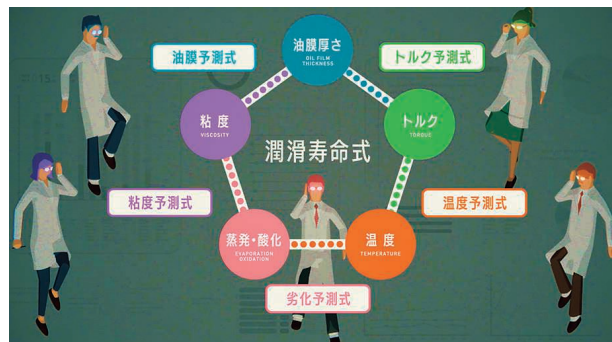 油膜厚さ
OIL FILM
THICKNESS
油膜予測式
トルク予測式
粘度
VISCOSITY
トルク
TORQUE
潤滑寿命式
粘度予測式
温度予測式
蒸発・酸化
EVAPORATION
OXIDATION
温度
TEMPERATURE
劣化予測式